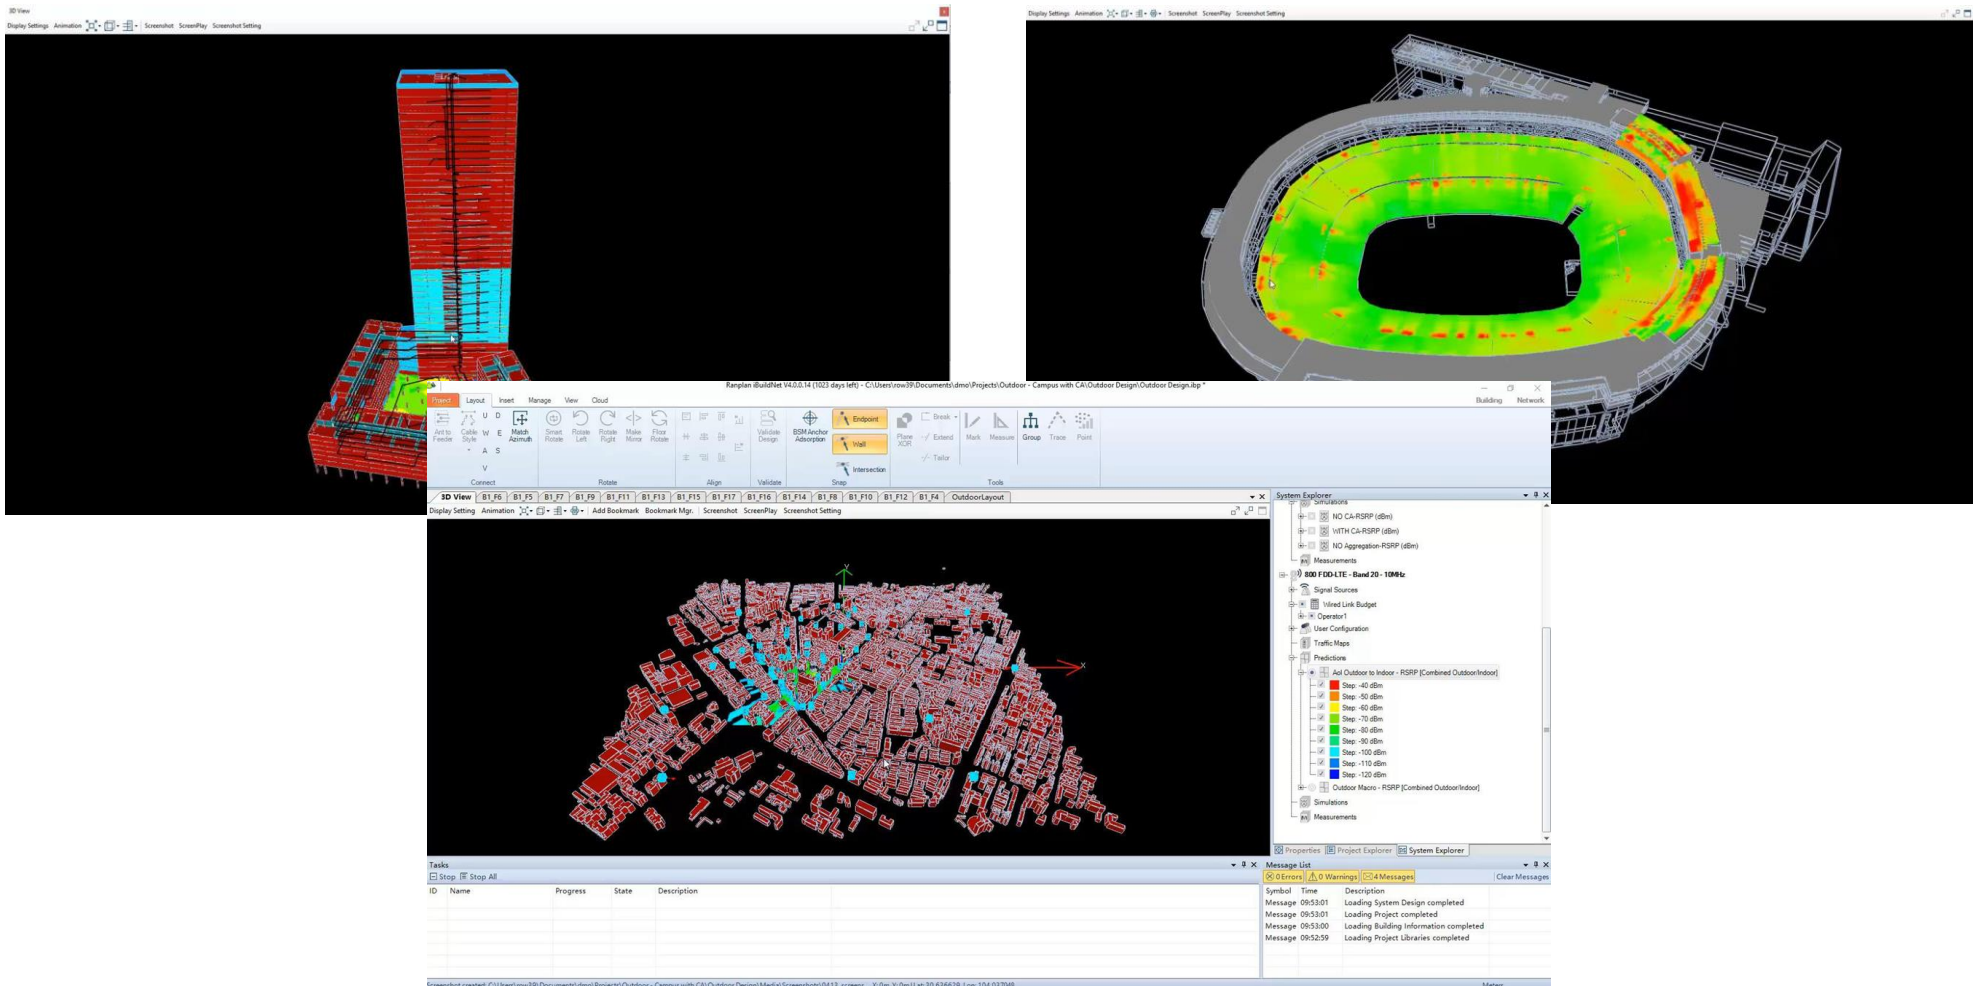 3D View
Display Settings Animation Screenshot ScreenPlay Screenshot Setting
Display Settings Animation Screenshot ScreenPlay Screenshot Setting
Ranplan iBuildNet V4.0.0.14 (1023 days left) - C:\Users\row39\Documents\dmo\Projects\Outdoor - Campus with CA\Outdoor Design\Outdoor Design.ibp *
Project Layout Insert Manage View Cloud Building Network
Ant to Feeder
Cable Style
U D
W E
A S
V
Match Azimuth
Smart Rotate
Rotate Left
Rotate Right
Make Mirror
Floor Rotate
Validate Design
BSM Anchor Adsorption
Endpoint
Wall
Intersection
Plane XOR
Break
Extend
Tailor
Mark
Measure
Group
Trace
Point
Connect Rotate Align Validate Snap Tools
3D View B1_F6 B1_F5 B1_F7 B1_F9 B1_F11 B1_F13 B1_F15 B1_F17 B1_F16 B1_F14 B1_F8 B1_F10 B1_F12 B1_F4 OutdoorLayout
Display Setting Animation Add Bookmark Bookmark Mgr. Screenshot ScreenPlay Screenshot Setting
Y
X
System Explorer
Simulations
NO CA-RSRP (dBm)
WITH CA-RSRP (dBm)
NO Aggregation-RSRP (dBm)
Measurements
800 FDD-LTE - Band 20 - 10MHz
Signal Sources
Wired Link Budget
Operator1
User Configuration
Traffic Maps
Predictions
AoI Outdoor to Indoor - RSRP [Combined Outdoor/Indoor]
Step: -40 dBm
Step: -50 dBm
Step: -60 dBm
Step: -70 dBm
Step: -80 dBm
Step: -90 dBm
Step: -100 dBm
Step: -110 dBm
Step: -120 dBm
Outdoor Macro - RSRP [Combined Outdoor/Indoor]
Simulations
Measurements
Properties Project Explorer System Explorer
Tasks
Stop Stop All
ID Name Progress State Description
Message List
0 Errors 0 Warnings 4 Messages Clear Messages
Symbol Time Description
Message 09:53:01 Loading System Design completed
Message 09:53:01 Loading Project completed
Message 09:53:00 Loading Building Information completed
Message 09:52:59 Loading Project Libraries completed